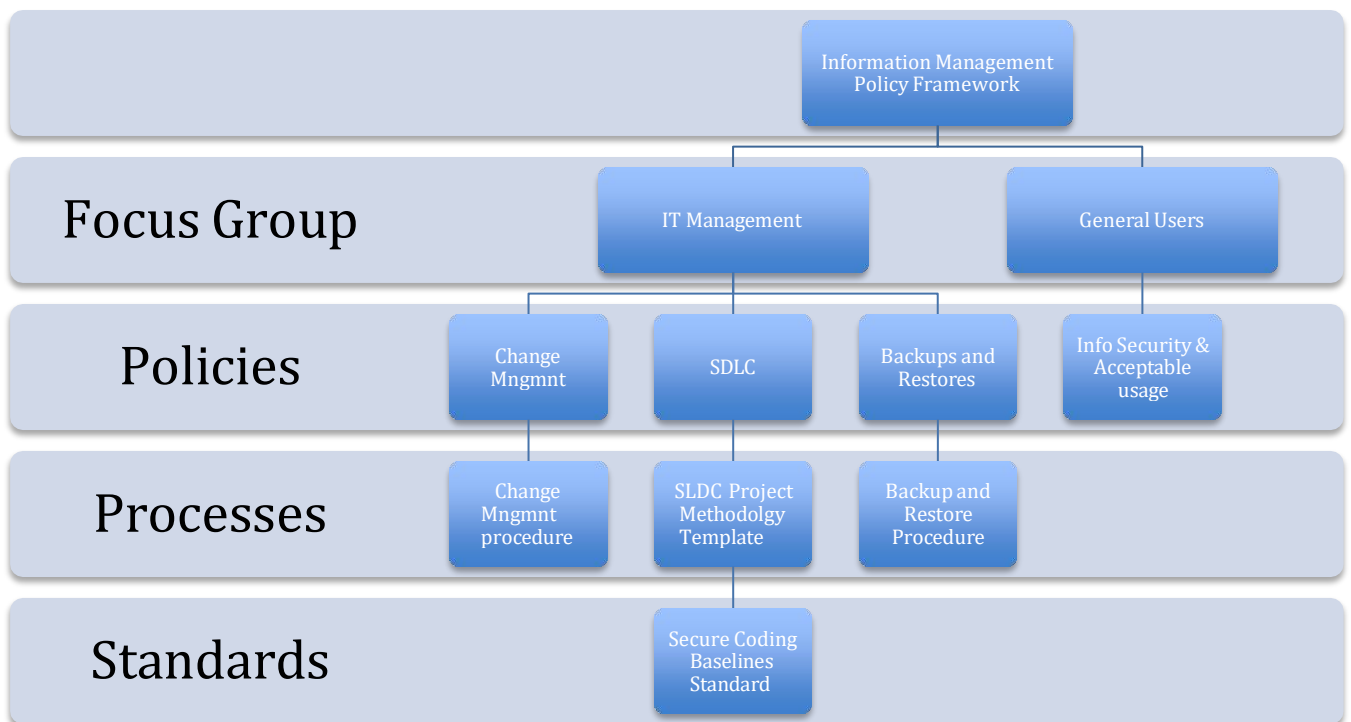 Information Management
Policy Framework
Focus Group
IT Management
General Users
Policies
Change
Mngmnt
SDLC
Backups and
Restores
Info Security &
Acceptable
usage
Processes
Change
Mngmnt
procedure
SLDC Project
Methodolgy
Template
Backup and
Restore
Procedure
Standards
Secure Coding
Baselines
Standard